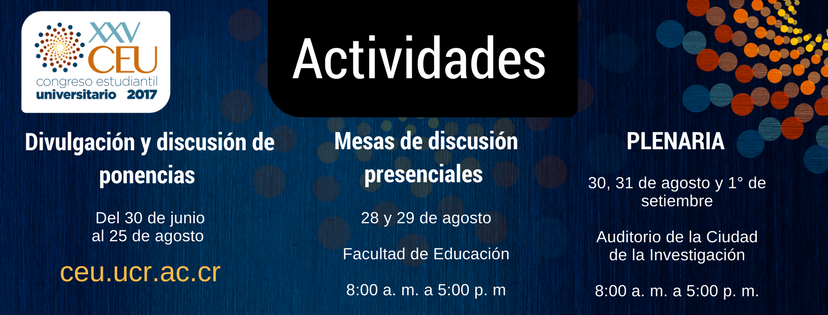 XXV
CEU
congreso estudiantil
universitario 2017
Actividades
Divulgación y discusión de
ponencias
Del 30 de junio
al 25 de agosto
ceu.ucr.ac.cr
Mesas de discusión
presenciales
28 y 29 de agosto
Facultad de Educación
8:00 a. m. a 5:00 p. m
PLENARIA
30, 31 de agosto y 1° de
setiembre
Auditorio de la Ciudad
de la Investigación
8:00 a. m. a 5:00 p. m.